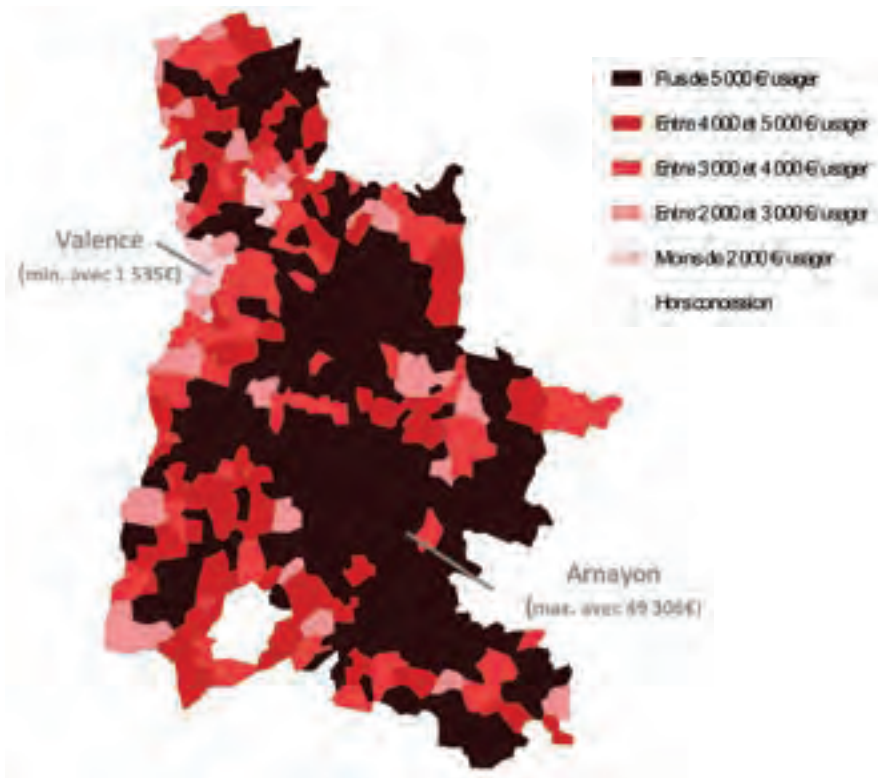 Plus de 5 000 €/usager
Entre 4 000 et 5 000 €/usager
Entre 3 000 et 4 000 €/usager
Entre 2 000 et 3 000 €/usager
Moins de 2 000 €/usager
Hors concession
Valence
(min. avec 1 535€)
Arnayon
(max. avec 49 306€)